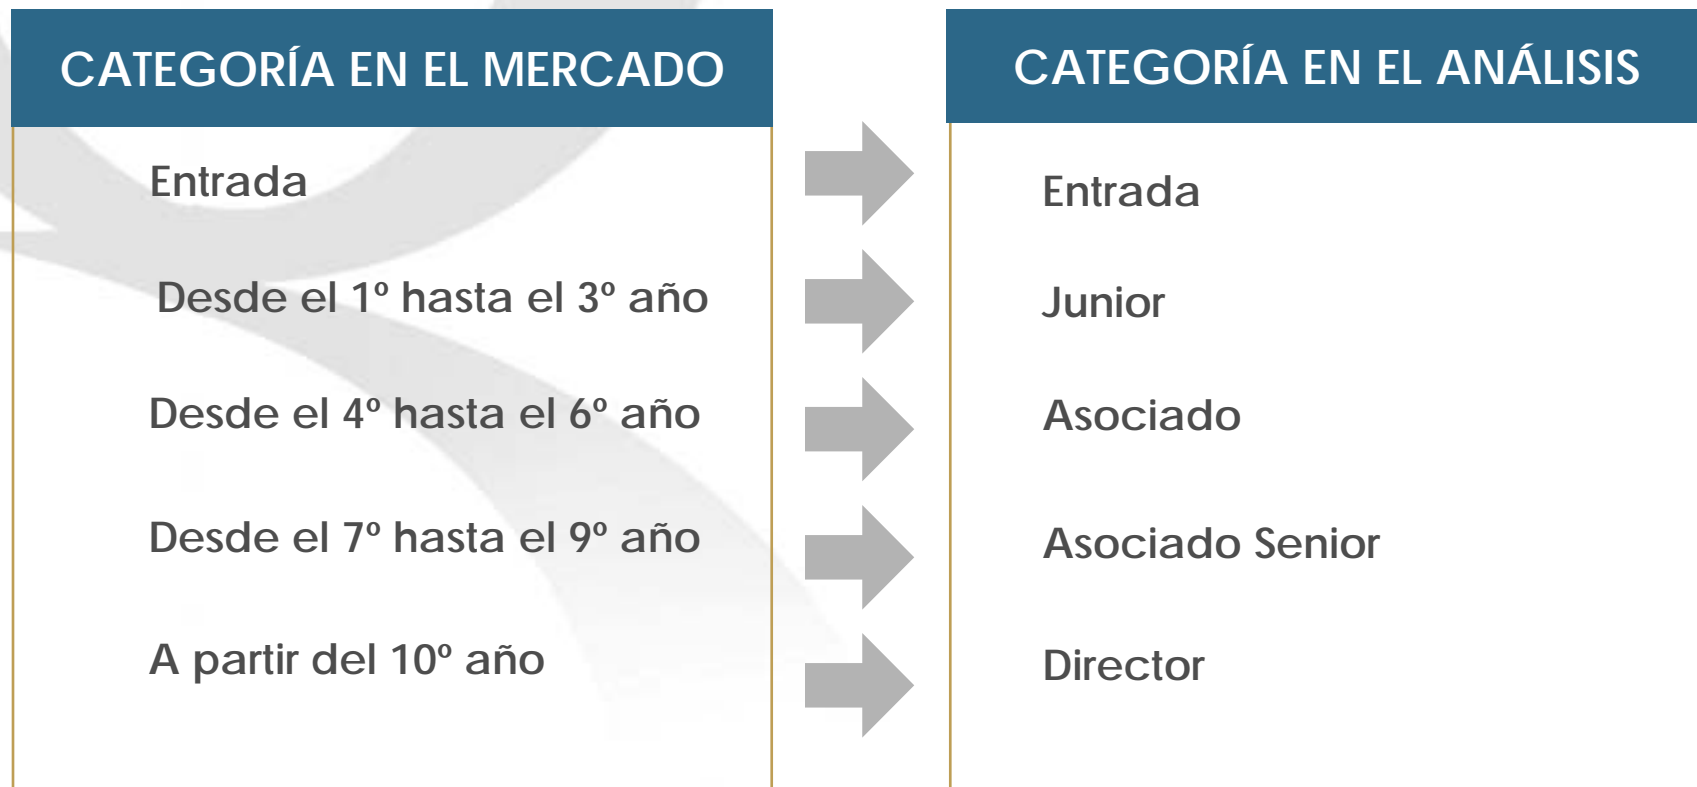 CATEGORÍA EN EL MERCADO
CATEGORÍA EN EL ANÁLISIS
Entrada
Entrada
Desde el 1º hasta el 3º año
Junior
Desde el 4º hasta el 6º año
Asociado
Desde el 7º hasta el 9º año
Asociado Senior
A partir del 10º año
Director